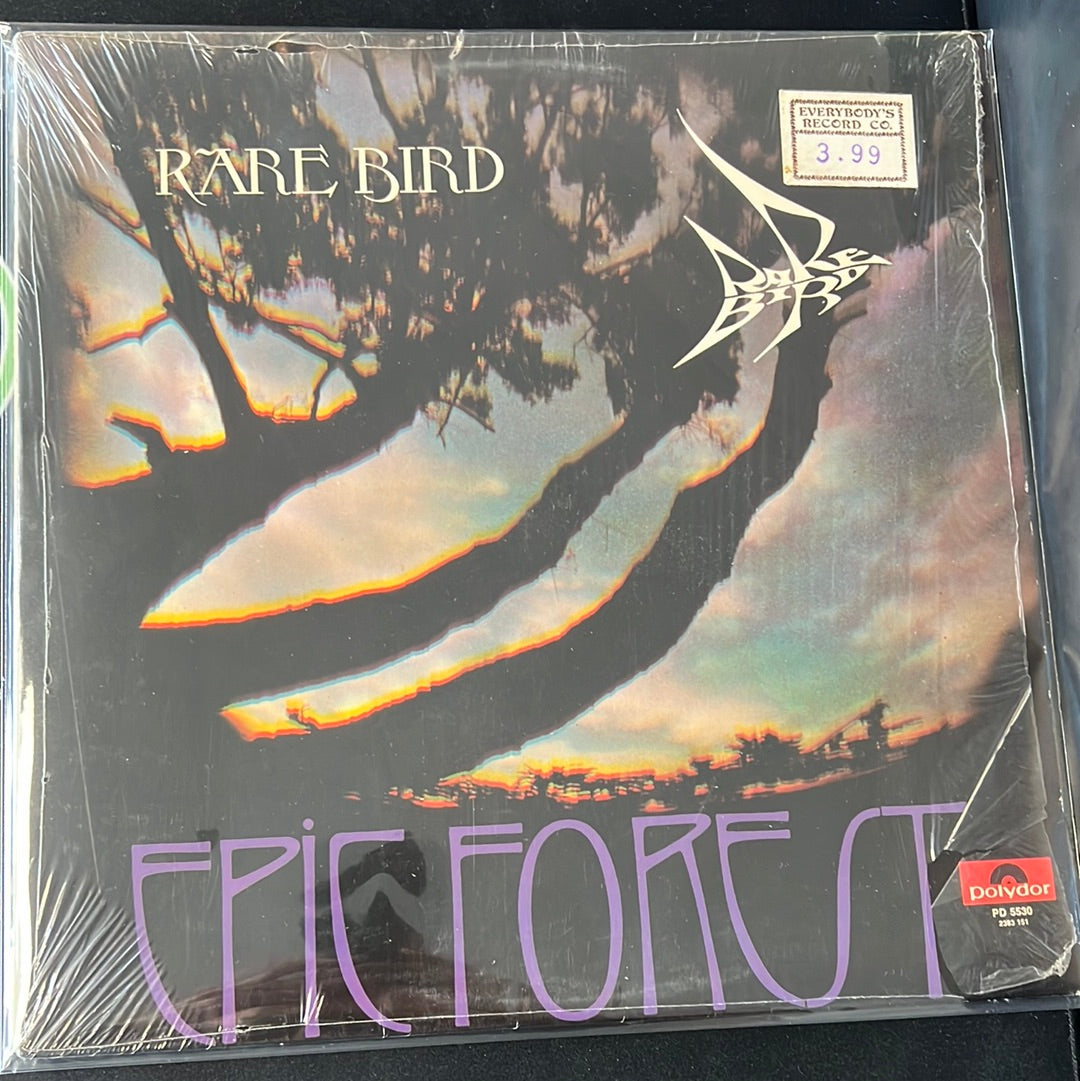 RARE BIRD
EVERYBODY'S
RECORD CO.
3.99
RaRe
BiRD
EPiC FOREST
polydor
PD 5530
2383 151